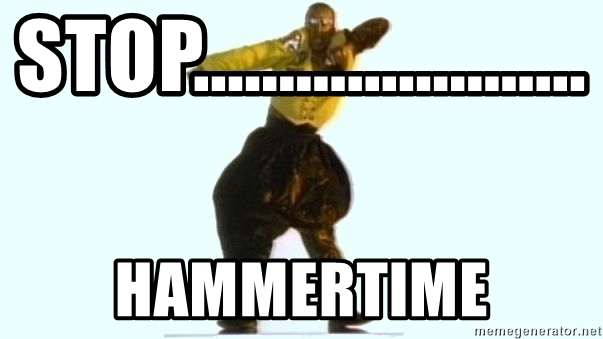 STOP.......................
HAMMERTIME
memegenerator.net